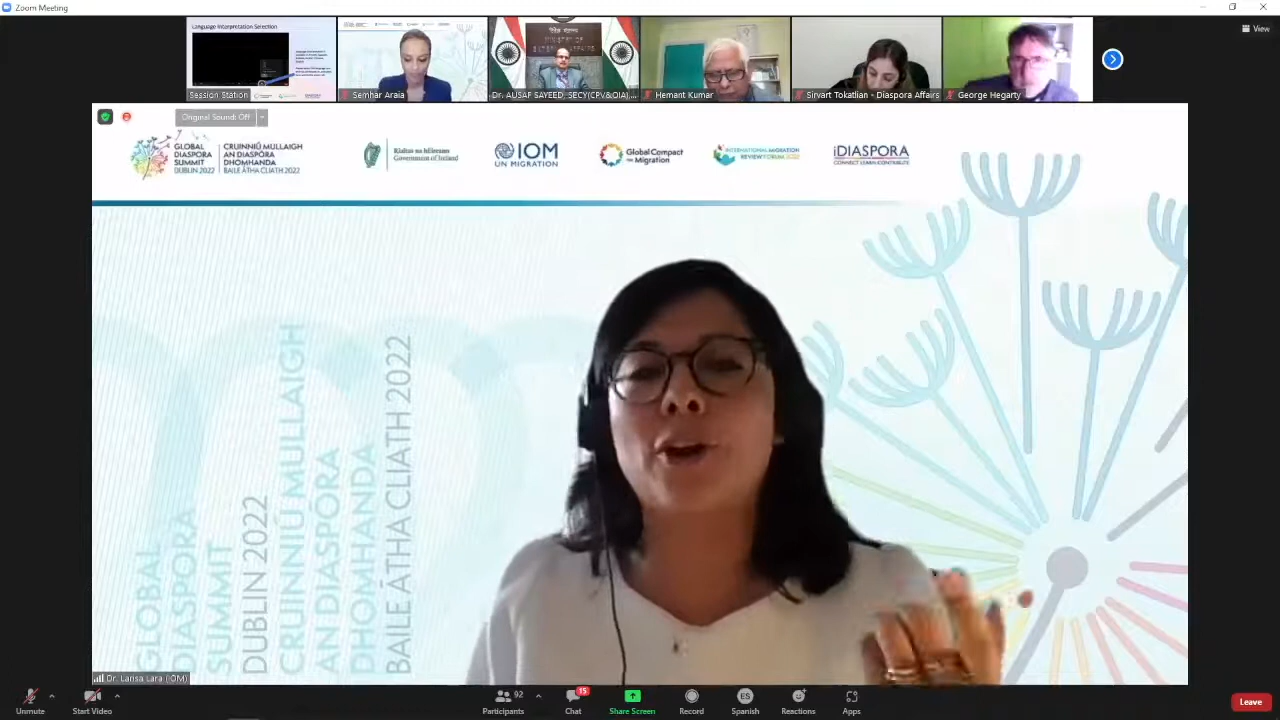 Zoom Meeting
View
Language Interpretation Selection
Session Station
Semhar Araia
MINISTRY OF
EXTERNAL AFFAIRS
Dr. AUSAF SAYEED, SECY(CPV&OIA),...
Hemant Kumar
Siryart Tokatlian - Diaspora Affairs
George Hegarty
Original Sound: Off
GLOBAL
DIASPORA
SUMMIT
DUBLIN 2022
CRUINNIÚ MULLAIGH
AN DIASPÓRA
DHOMHANDA
BAILE ÁTHA CLIATH 2022
Rialtas na hÉireann
Government of Ireland
IOM
UN MIGRATION
Global Compact
for Migration
INTERNATIONAL MIGRATION
REVIEW FORUM 2022
iDIASPORA
CONNECT | LEARN | CONTRIBUTE
GLOBAL
DIASPORA
SUMMIT
DUBLIN 2022
CRUINNIÚ MULLAIGH
AN DIASPÓRA
DHOMHANDA
BAILE ÁTHA CLIATH 2022
Dr. Larisa Lara (IOM)
Unmute
Start Video
92
Participants
15
Chat
Share Screen
Record
ES
Spanish
Reactions
Apps
Leave